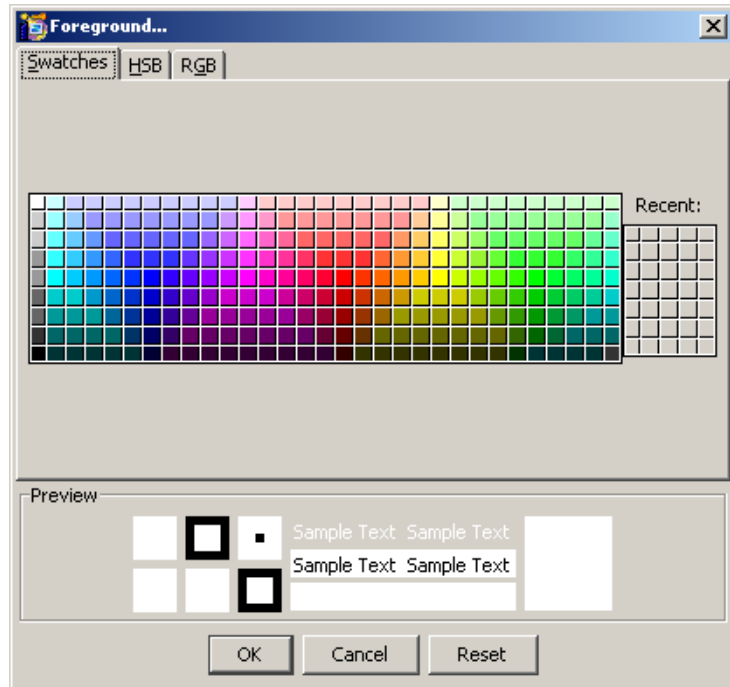 Foreground...
Swatches HSB RGB
Recent:
Preview
Sample Text Sample Text
Sample Text Sample Text
OK Cancel Reset